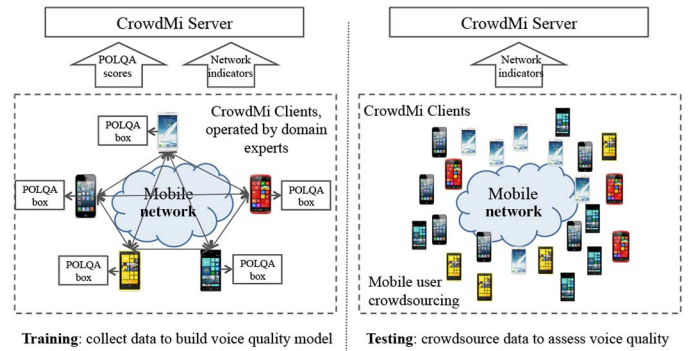 CrowdMi Server
POLQA
scores
Network
indicators
CrowdMi Clients,
operated by domain
experts
POLQA
box
POLQA
box
Mobile
network
POLQA
box
POLQA
box
POLQA
box
Training: collect data to build voice quality model
CrowdMi Server
Network
indicators
CrowdMi Clients
Mobile
network
Mobile user
crowdsourcing
Testing: crowdsource data to assess voice quality